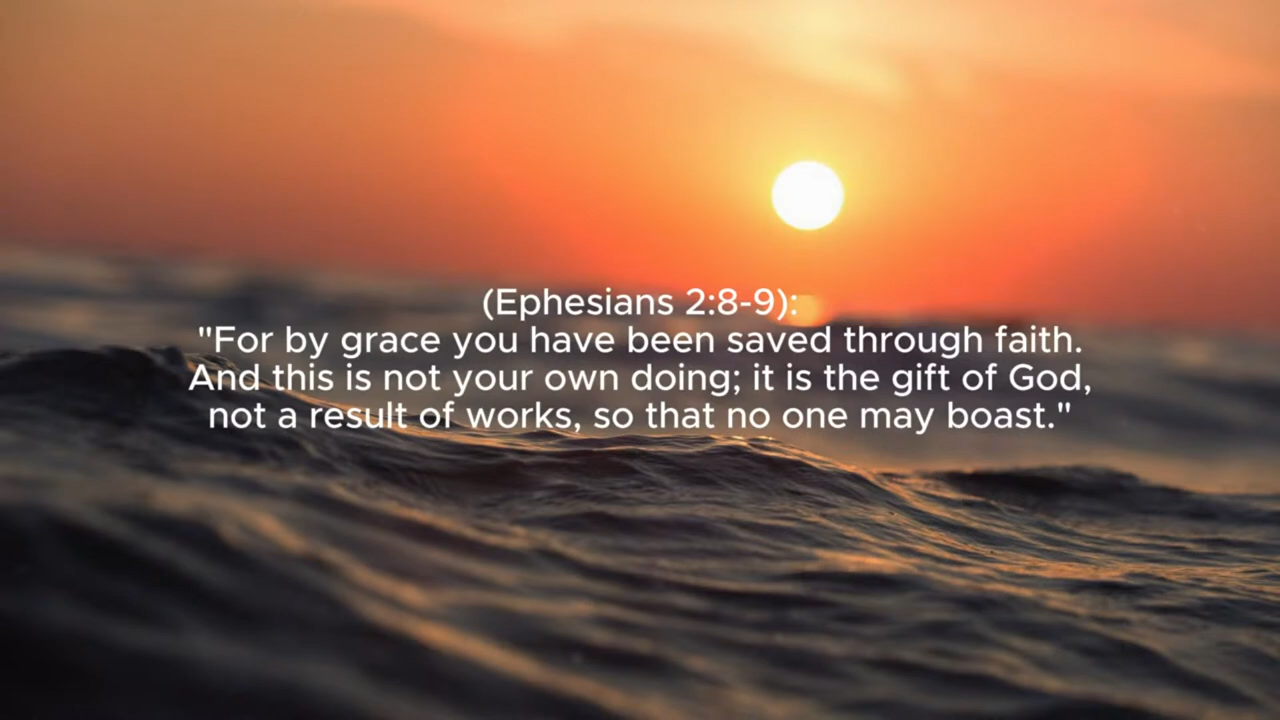 (Ephesians 2:8-9):
"For by grace you have been saved through faith.
And this is not your own doing; it is the gift of God,
not a result of works, so that no one may boast."